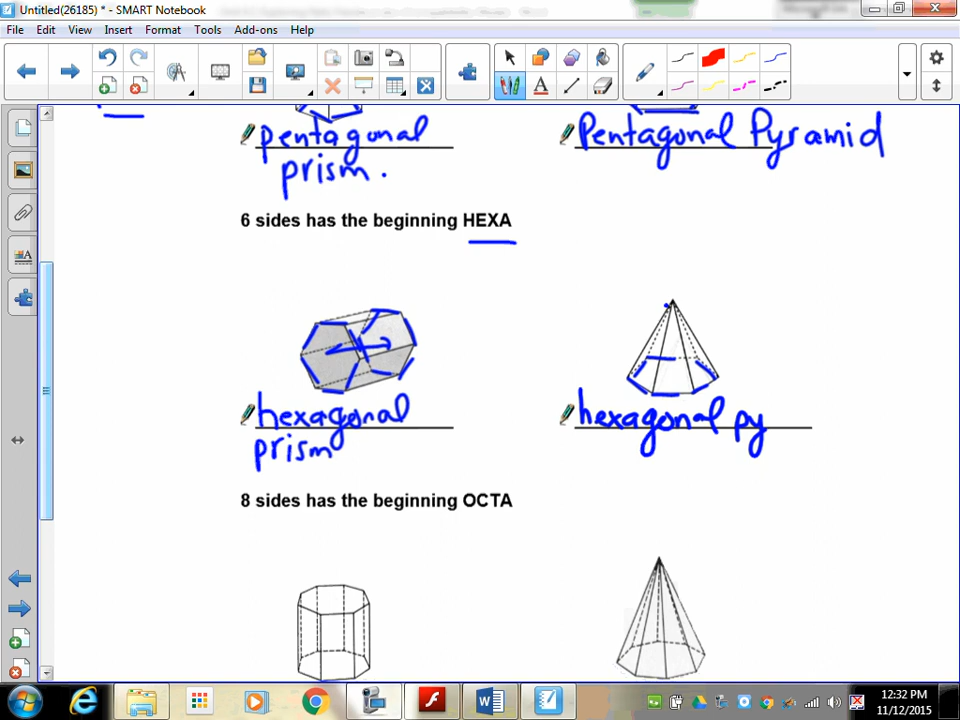 Untitled(26185) * - SMART Notebook
File Edit View Insert Format Tools Add-ons Help
pentagonal
prism.
Pentagonal Pyramid
6 sides has the beginning HEXA
hexagonal
prism
hexagonal py
8 sides has the beginning OCTA
12:32 PM
11/12/2015